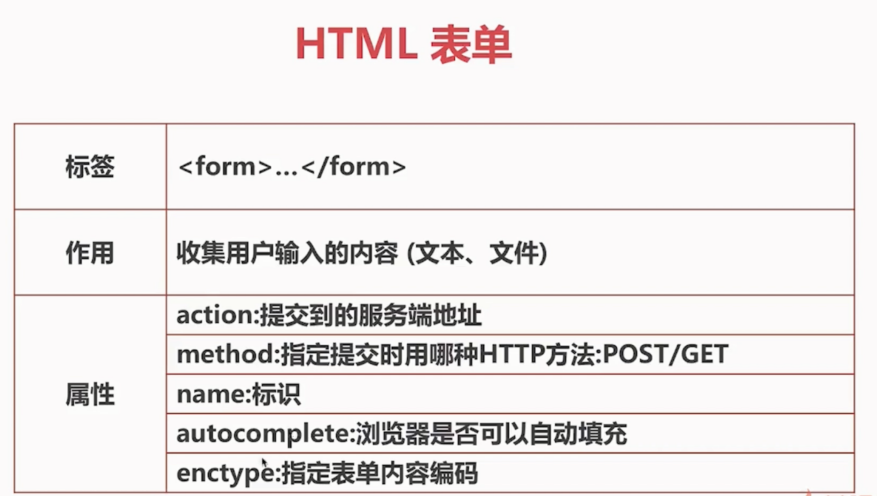 HTML 表单
标签
<form>...</form>
作用
收集用户输入的内容 (文本、文件)
属性
action:提交到的服务端地址
method:指定提交时用哪种HTTP方法:POST/GET
name:标识
autocomplete:浏览器是否可以自动填充
enctype:指定表单内容编码